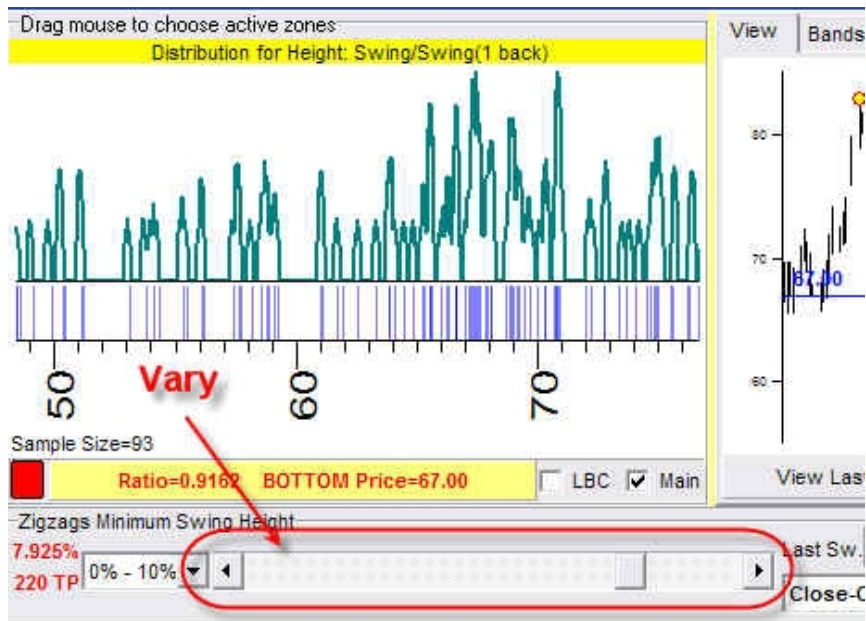 Drag mouse to choose active zones
Distribution for Height: Swing/Swing(1 back)
50 60 70
Vary
Sample Size=93
Ratio=0.9162 BOTTOM Price=67.00 LBC Main
View Bands
80
70
67.00
60
View Las
Zigzags Minimum Swing Height
7.925%
220 TP
0% - 10%
Last Sw.
Close-